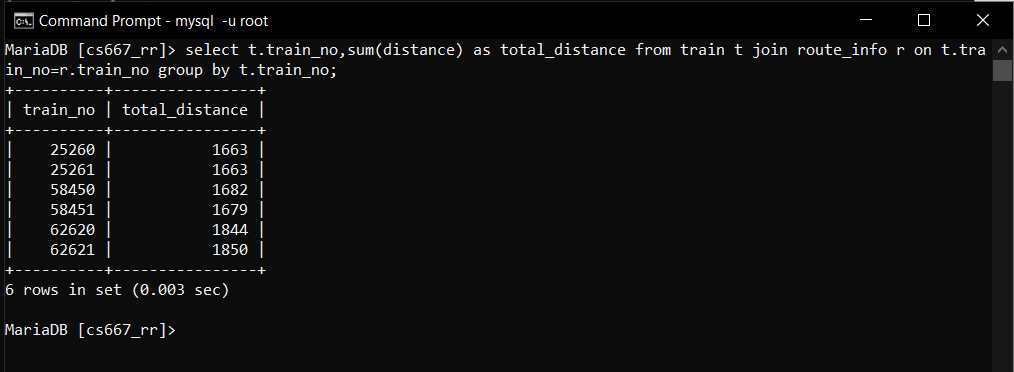 Command Prompt - mysql  -u root
MariaDB [cs667_rr]> select t.train_no,sum(distance) as total_distance from train t join route_info r on t.tra
in_no=r.train_no group by t.train_no;
+----------+----------------+
| train_no | total_distance |
+----------+----------------+
|    25260 |           1663 |
|    25261 |           1663 |
|    58450 |           1682 |
|    58451 |           1679 |
|    62620 |           1844 |
|    62621 |           1850 |
+----------+----------------+
6 rows in set (0.003 sec)
MariaDB [cs667_rr]>